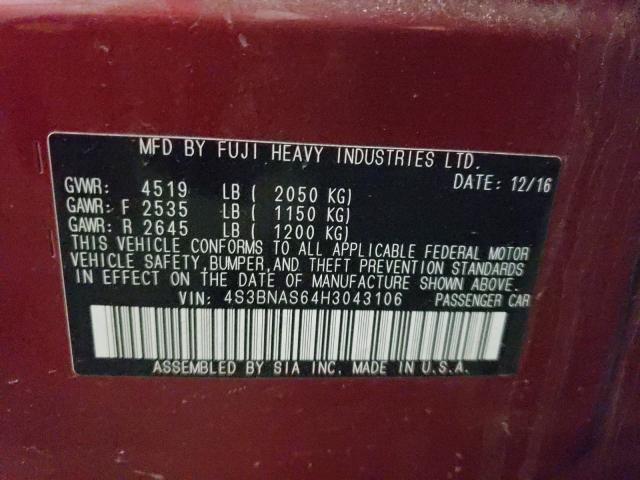 MFD BY FUJI HEAVY INDUSTRIES LTD.
DATE: 12/16
GVWR: 4519 LB ( 2050 KG)
GAWR: F 2535 LB ( 1150 KG)
GAWR: R 2645 LB ( 1200 KG)
THIS VEHICLE CONFORMS TO ALL APPLICABLE FEDERAL MOTOR
VEHICLE SAFETY, BUMPER, AND THEFT PREVENTION STANDARDS
IN EFFECT ON THE DATE OF MANUFACTURE SHOWN ABOVE.
VIN: 4S3BNAS64H3043106 PASSENGER CAR
ASSEMBLED BY SIA INC. MADE IN U.S.A.